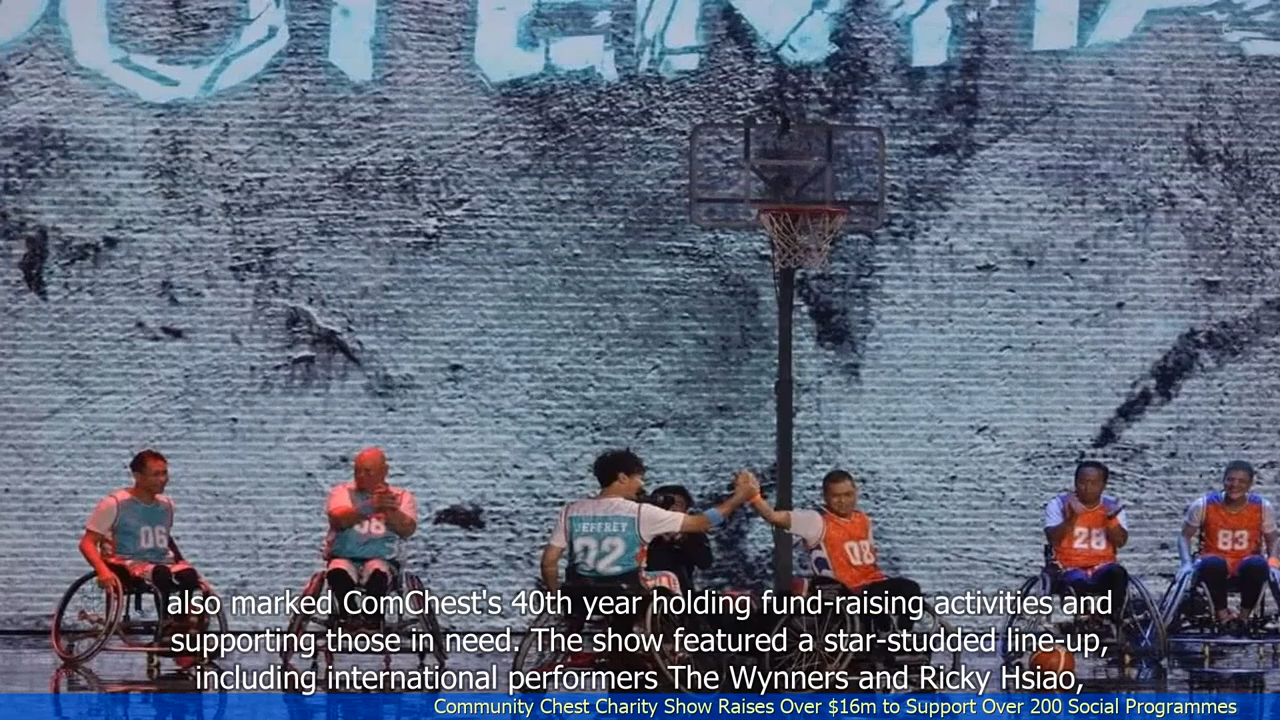 06
08
JEFFREY
02
08
28
83
also marked ComChest's 40th year holding fund-raising activities and
supporting those in need. The show featured a star-studded line-up,
including international performers The Wynners and Ricky Hsiao,
Community Chest Charity Show Raises Over $16m to Support Over 200 Social Programmes